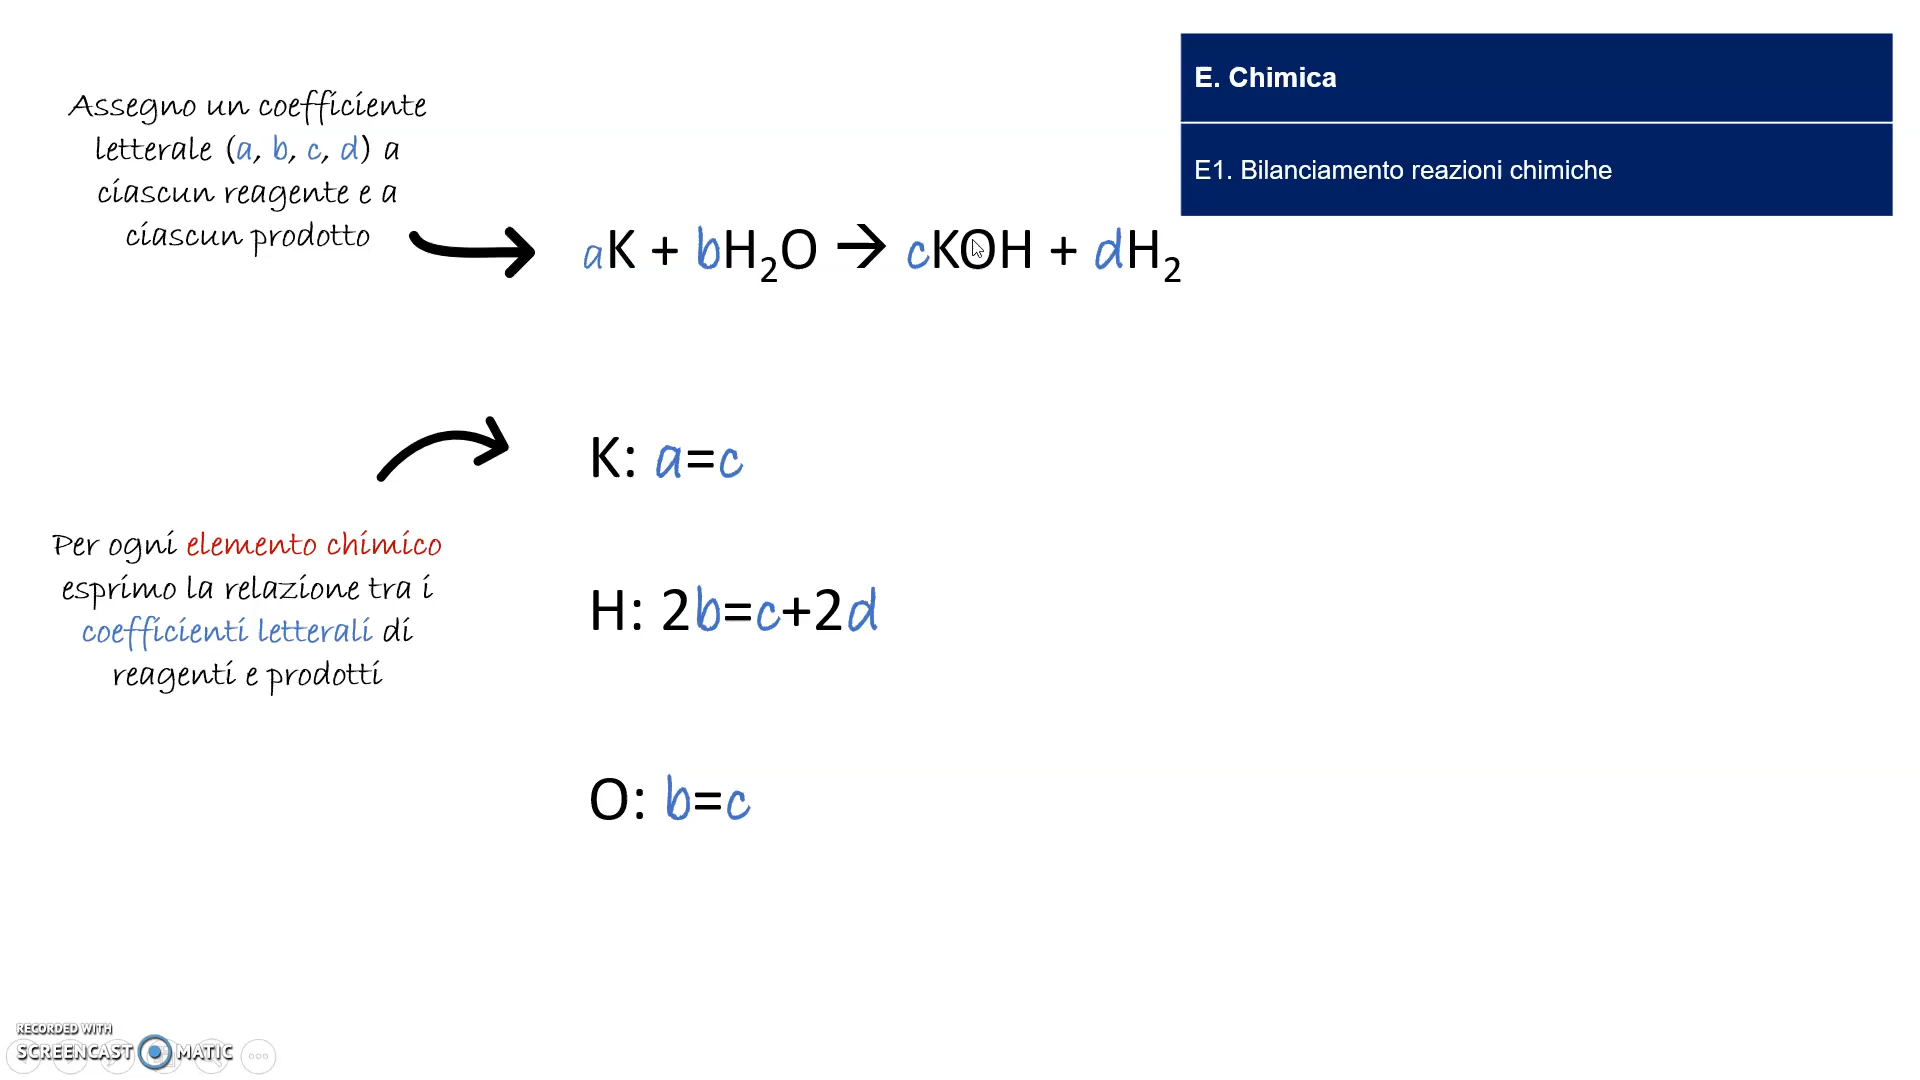 E. Chimica
E1. Bilanciamento reazioni chimiche
Assegno un coefficiente
letterale (a, b, c, d) a
ciascun reagente e a
ciascun prodotto
aK + bH₂O → cKOH + dH₂
K: a=c
Per ogni elemento chimico
esprimo la relazione tra i
coefficienti letterali di
reagenti e prodotti
H: 2b=c+2d
O: b=c
RECORDED WITH
SCREENCAST MATIC